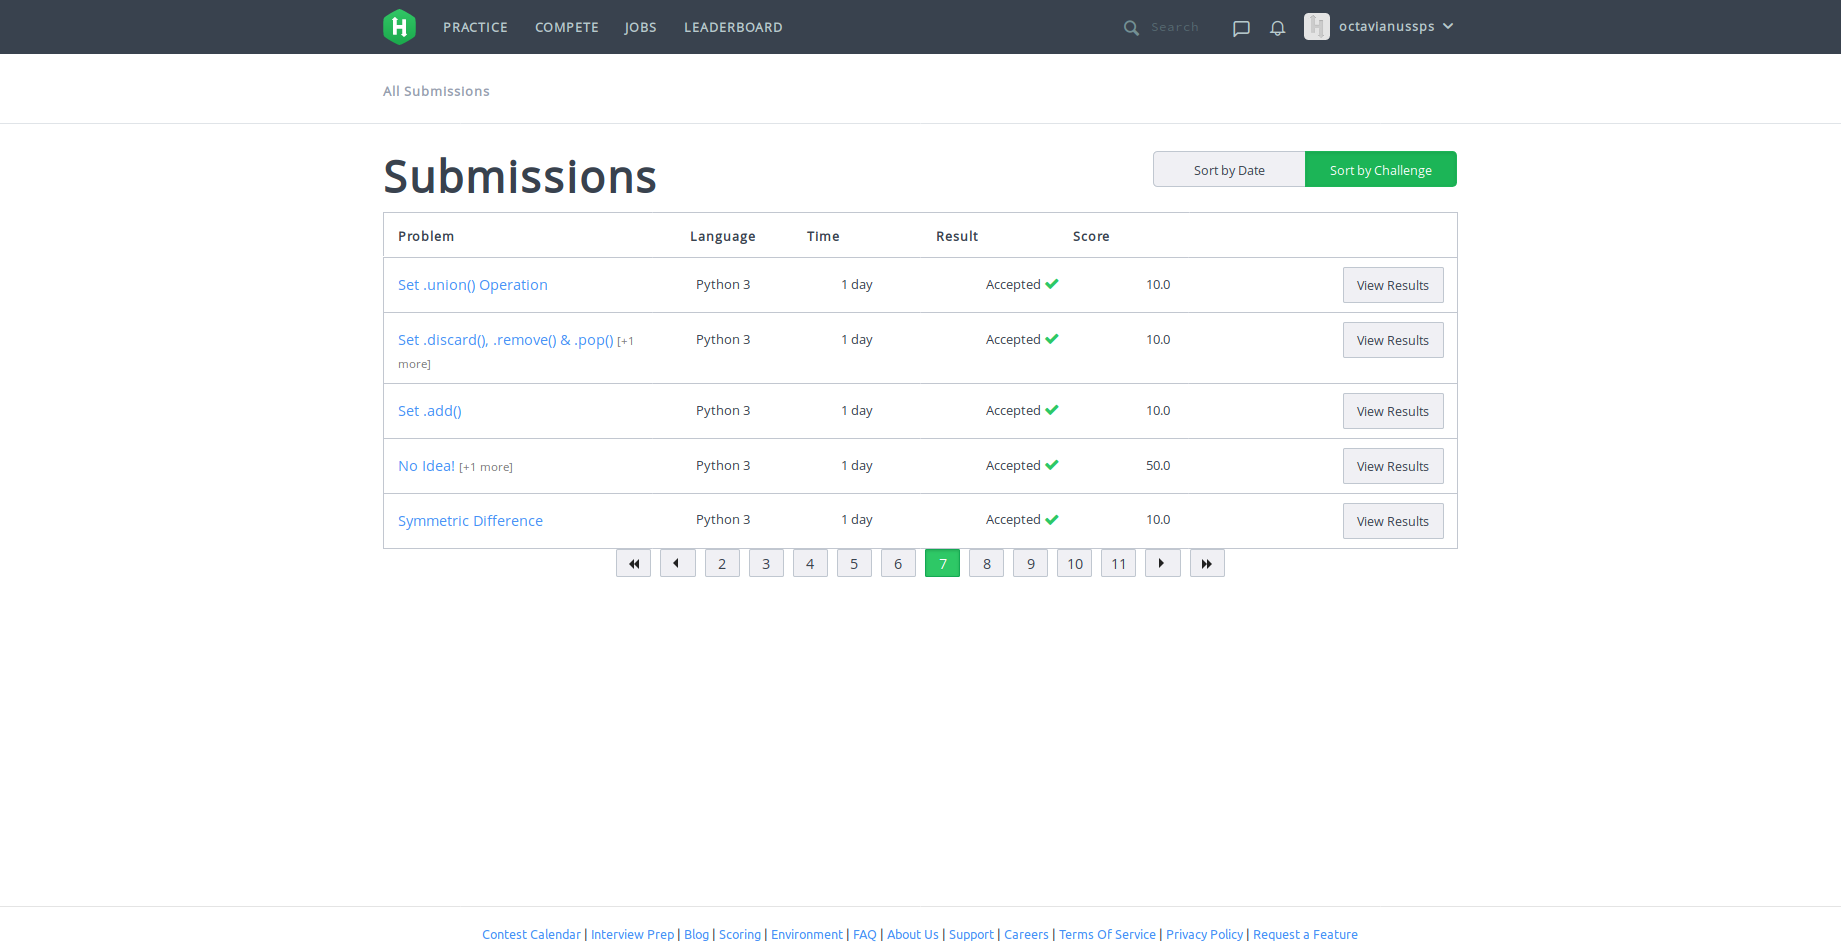 H PRACTICE COMPETE JOBS LEADERBOARD Search octavianussps
All Submissions
Submissions
Sort by Date Sort by Challenge
Problem Language Time Result Score
Set .union() Operation Python 3 1 day Accepted 10.0 View Results
Set .discard(), .remove() & .pop() [+1 Python 3 1 day Accepted 10.0 View Results
more]
Set .add() Python 3 1 day Accepted 10.0 View Results
No Idea! [+1 more] Python 3 1 day Accepted 50.0 View Results
Symmetric Difference Python 3 1 day Accepted 10.0 View Results
2 3 4 5 6 7 8 9 10 11
Contest Calendar | Interview Prep | Blog | Scoring | Environment | FAQ | About Us | Support | Careers | Terms Of Service | Privacy Policy | Request a Feature